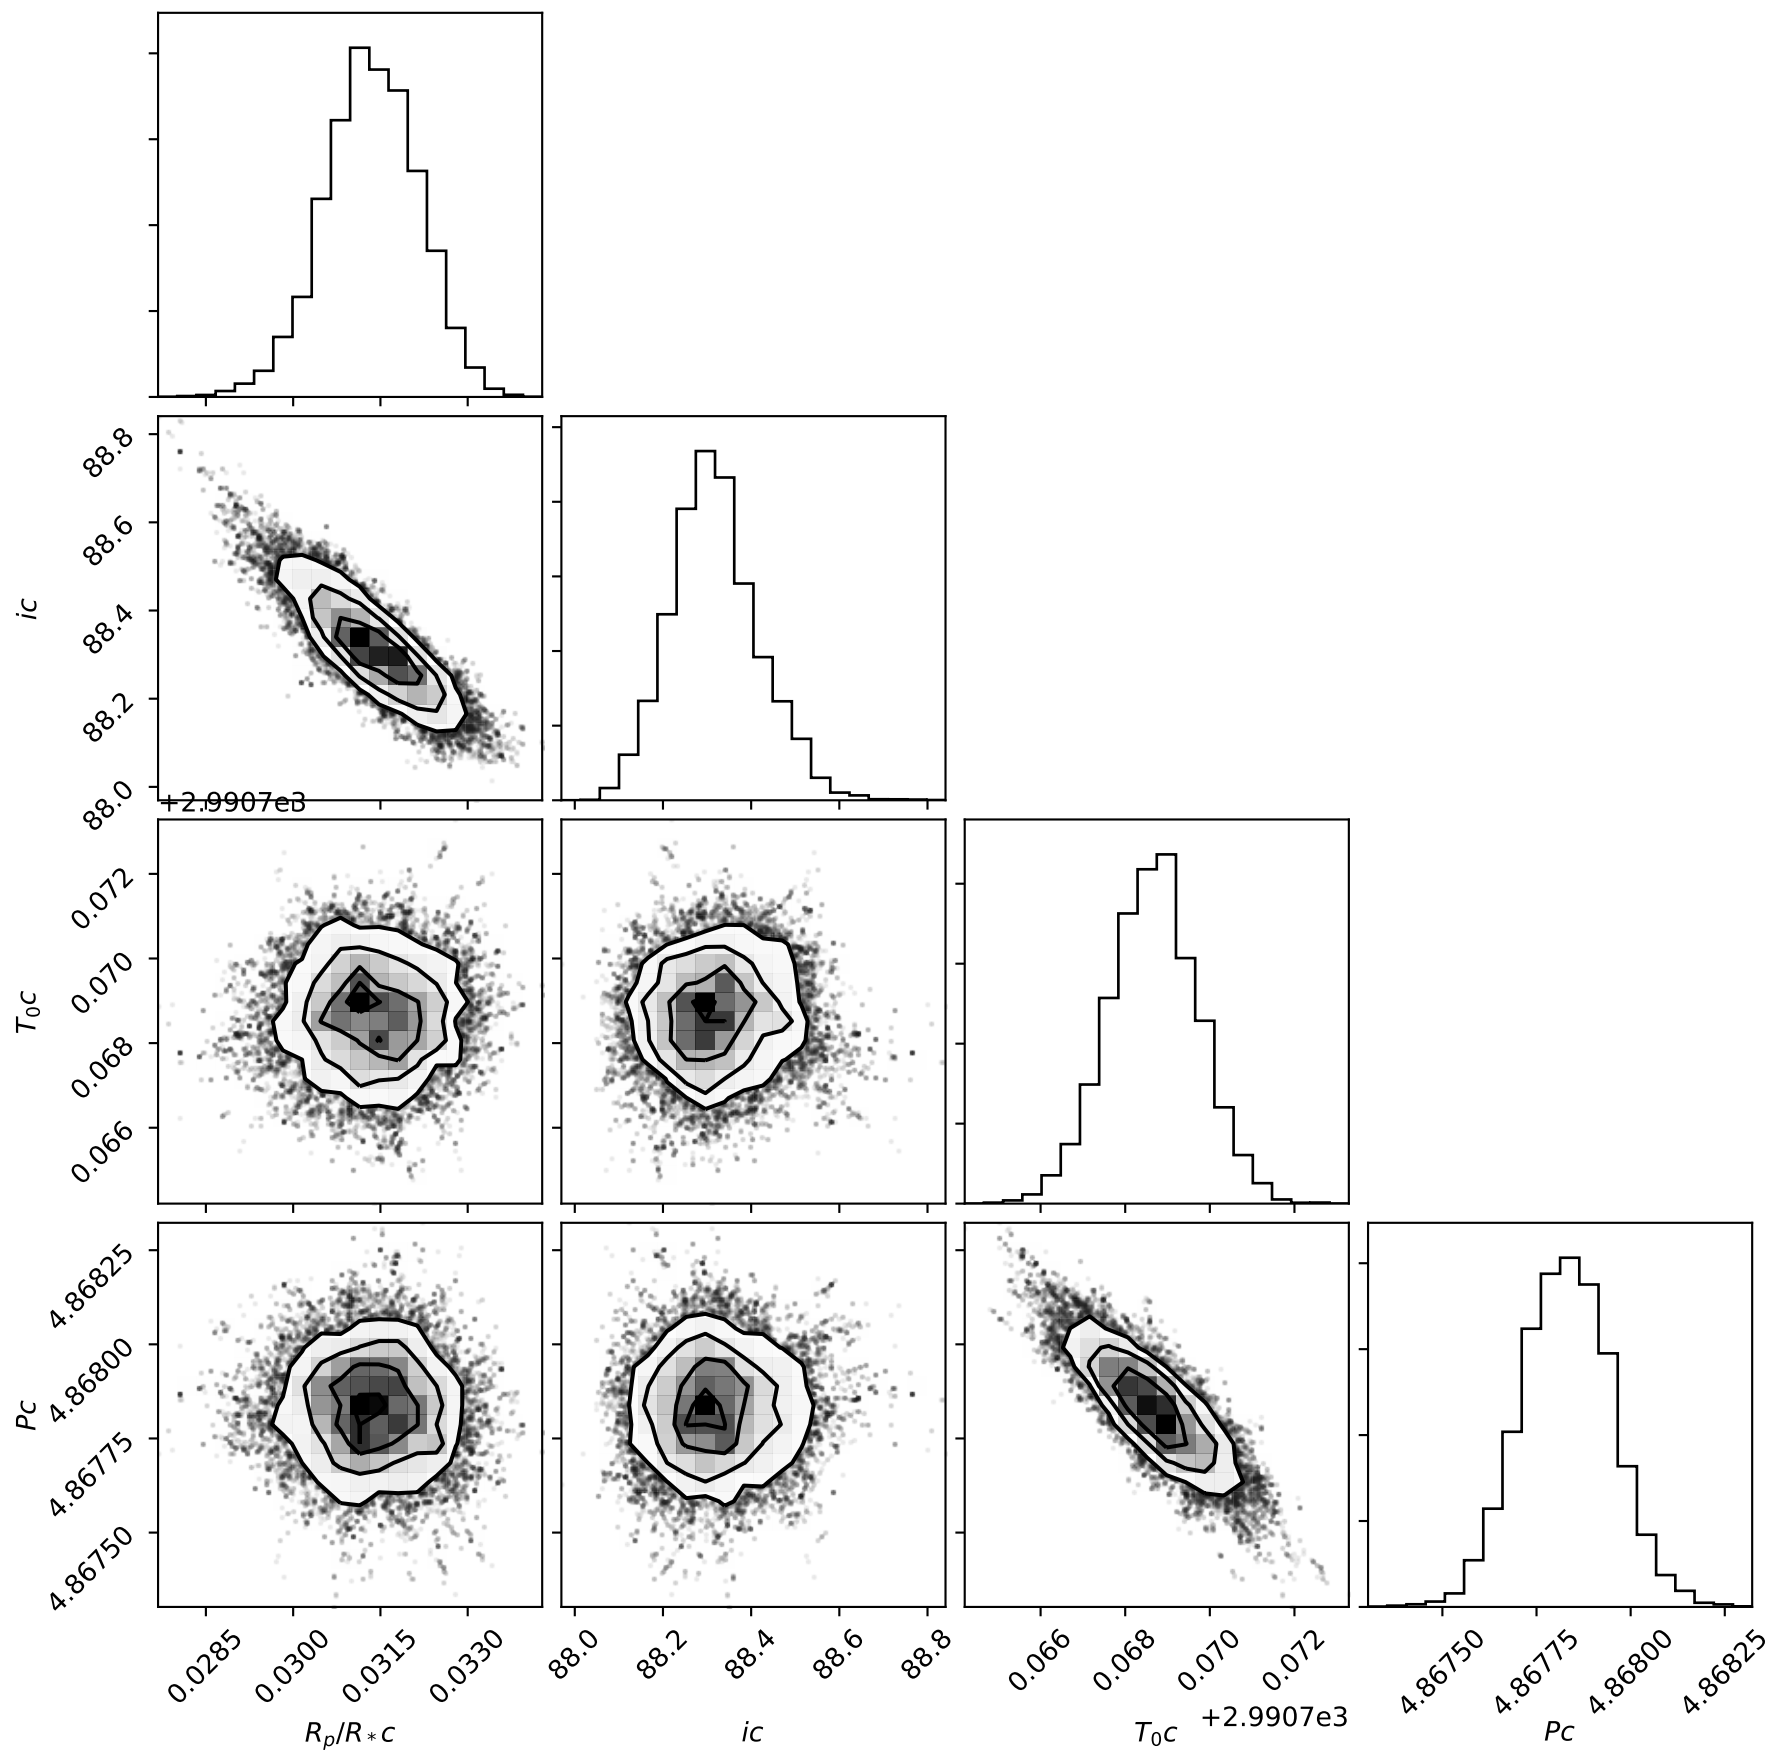 88.8
88.6
88.4
88.2
88.0
ic
+2.9907e3
0.072
0.070
0.068
0.066
T₀c
4.86825
4.86800
4.86775
4.86750
Pc
0.0285 0.0300 0.0315 0.0330
88.0 88.2 88.4 88.6 88.8
0.066 0.068 0.070 0.072
4.86750 4.86775 4.86800 4.86825
+2.9907e3
Rₚ/R*c ic T₀c Pc